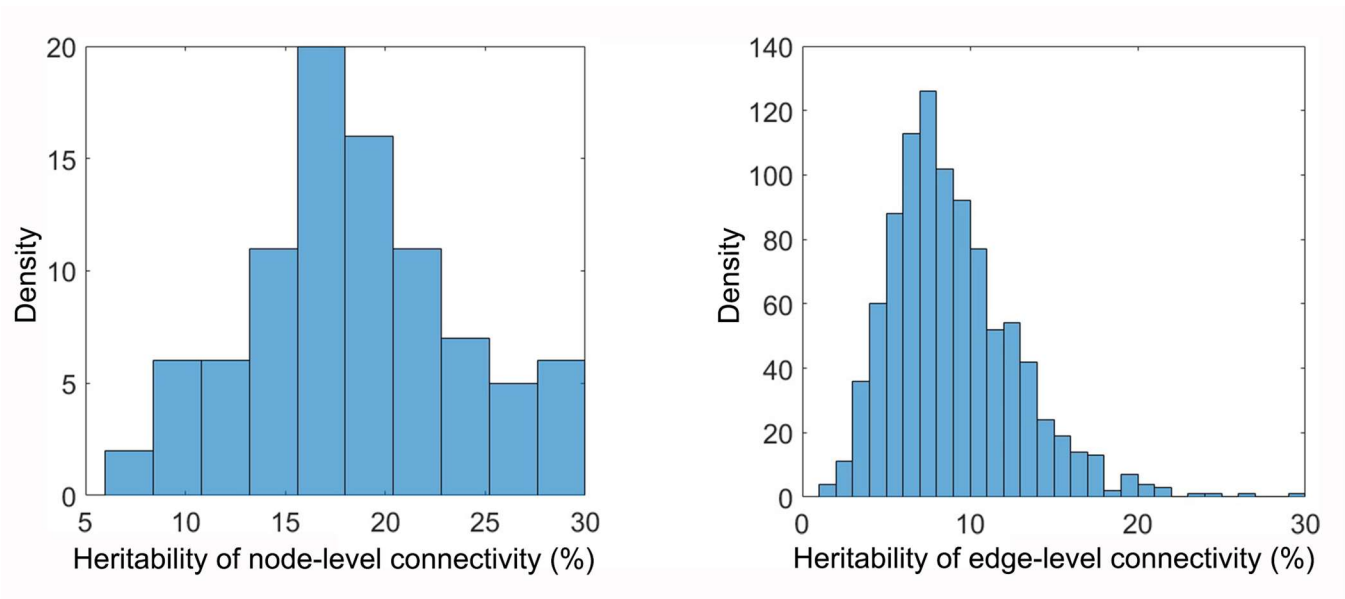 20
15
10
5
0
Density
5 10 15 20 25 30
Heritability of node-level connectivity (%)
140
120
100
80
60
40
20
0
Density
0 10 20 30
Heritability of edge-level connectivity (%)